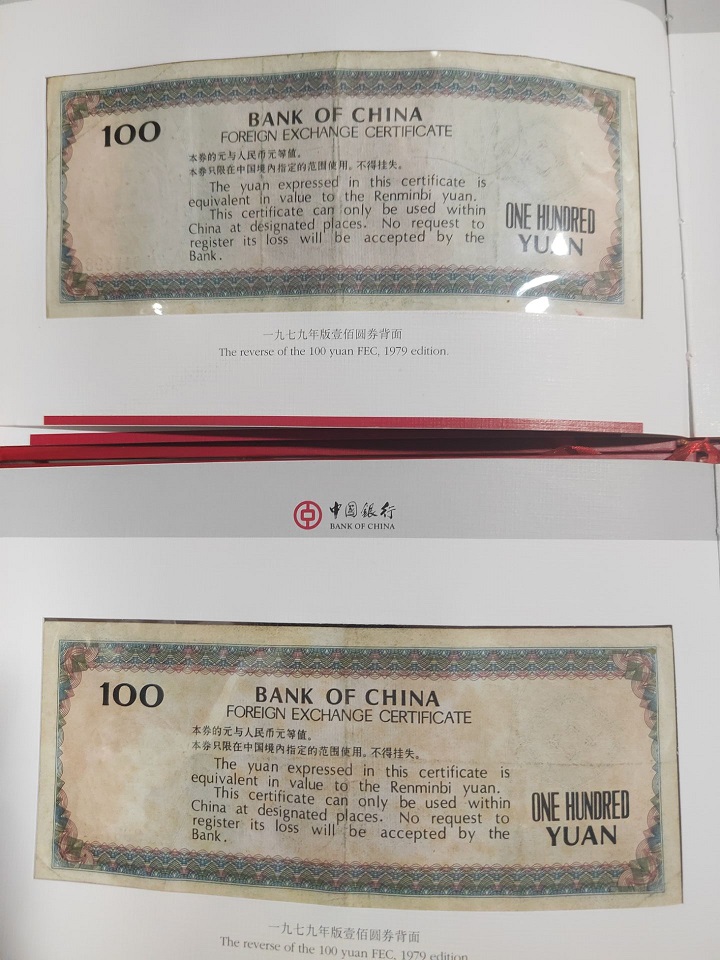 100
BANK OF CHINA
FOREIGN EXCHANGE CERTIFICATE
本券的元与人民币元等值。
本券只限在中国境内指定的范围使用。不得挂失。
The yuan expressed in this certificate is
equivalent in value to the Renminbi yuan.
This certificate can only be used within
China at designated places. No request to
register its loss will be accepted by the
Bank.
ONE HUNDRED
YUAN
一九七九年版壹佰圆券背面
The reverse of the 100 yuan FEC, 1979 edition.
中国银行
BANK OF CHINA
100
BANK OF CHINA
FOREIGN EXCHANGE CERTIFICATE
本券的元与人民币元等值。
本券只限在中国境内指定的范围使用。不得挂失。
The yuan expressed in this certificate is
equivalent in value to the Renminbi yuan.
This certificate can only be used within
China at designated places. No request to
register its loss will be accepted by the
Bank.
ONE HUNDRED
YUAN
一九七九年版壹佰圆券背面
The reverse of the 100 yuan FEC, 1979 edition.